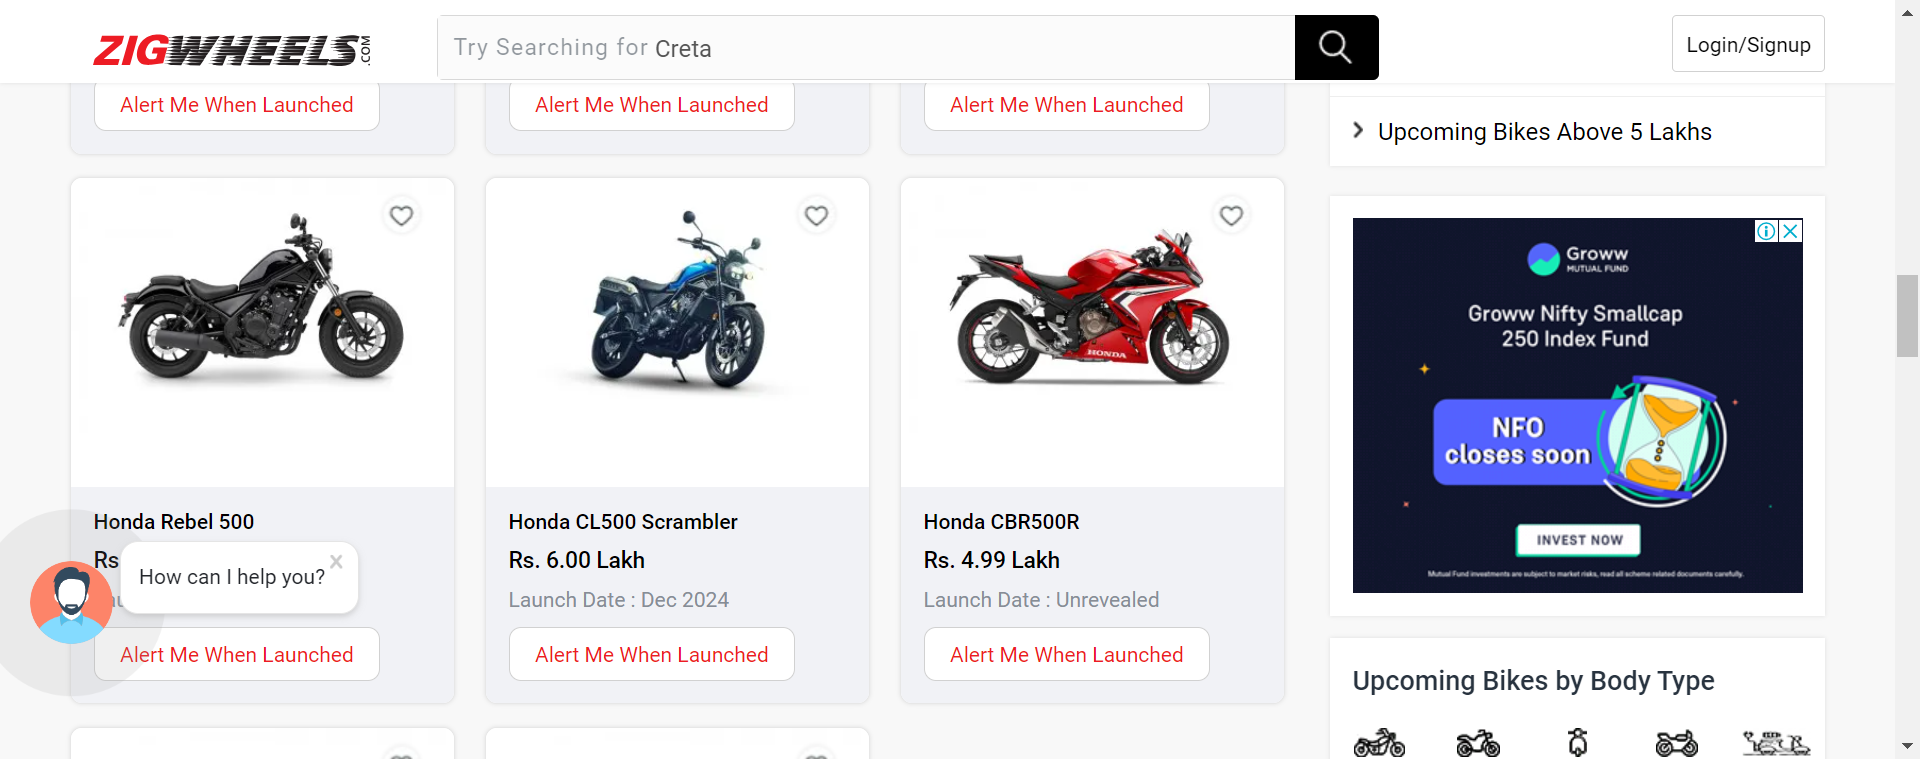 ZIGWHEELS.COM
Try Searching for Creta
Login/Signup
Alert Me When Launched
Alert Me When Launched
Alert Me When Launched
Upcoming Bikes Above 5 Lakhs
Honda Rebel 500
Rs
Alert Me When Launched
How can I help you?
Honda CL500 Scrambler
Rs. 6.00 Lakh
Launch Date : Dec 2024
Alert Me When Launched
HONDA
Honda CBR500R
Rs. 4.99 Lakh
Launch Date : Unrevealed
Alert Me When Launched
Groww
MUTUAL FUND
Groww Nifty Smallcap
250 Index Fund
NFO
closes soon
INVEST NOW
Mutual Fund investments are subject to market risks, read all scheme related documents carefully.
Upcoming Bikes by Body Type